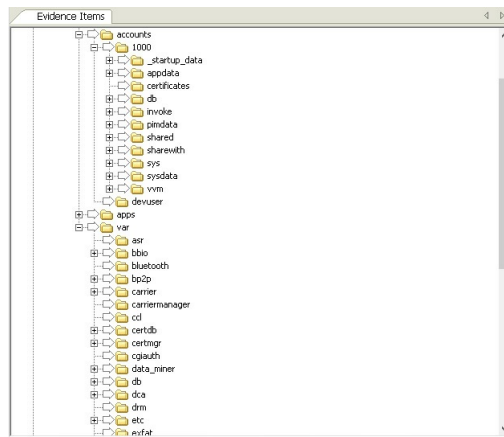 Evidence Items
accounts
1000
_startup_data
appdata
certificates
db
invoke
pimdata
shared
sharewith
sys
sysdata
vvm
devuser
apps
var
asr
bbio
bluetooth
bp2p
carrier
carriermanager
ccl
certdb
certmgr
cgiauth
data_miner
db
dca
drm
etc
exfat